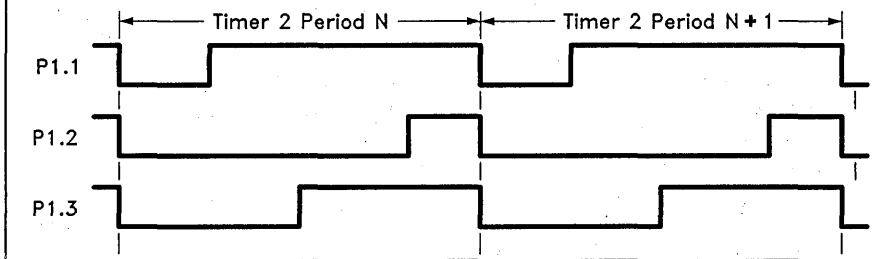 Timer 2 Period N Timer 2 Period N + 1
P1.1
P1.2
P1.3